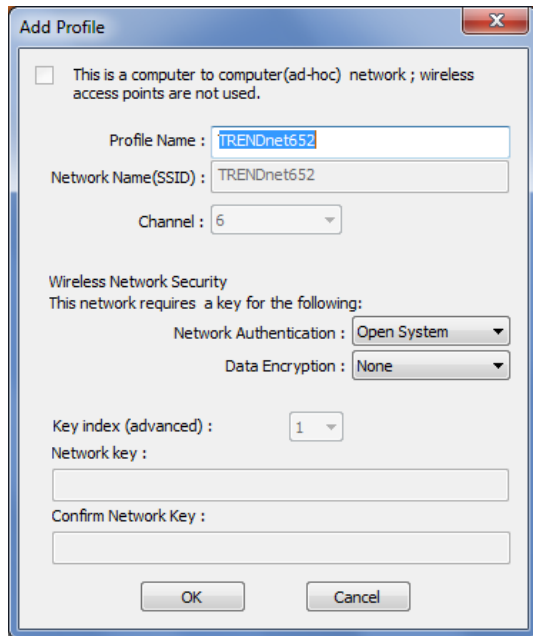 Add Profile
This is a computer to computer(ad-hoc) network ; wireless
access points are not used.
Profile Name : TRENDnet652
Network Name(SSID) : TRENDnet652
Channel : 6
Wireless Network Security
This network requires a key for the following:
Network Authentication : Open System
Data Encryption : None
Key index (advanced) : 1
Network key :
Confirm Network Key :
OK Cancel